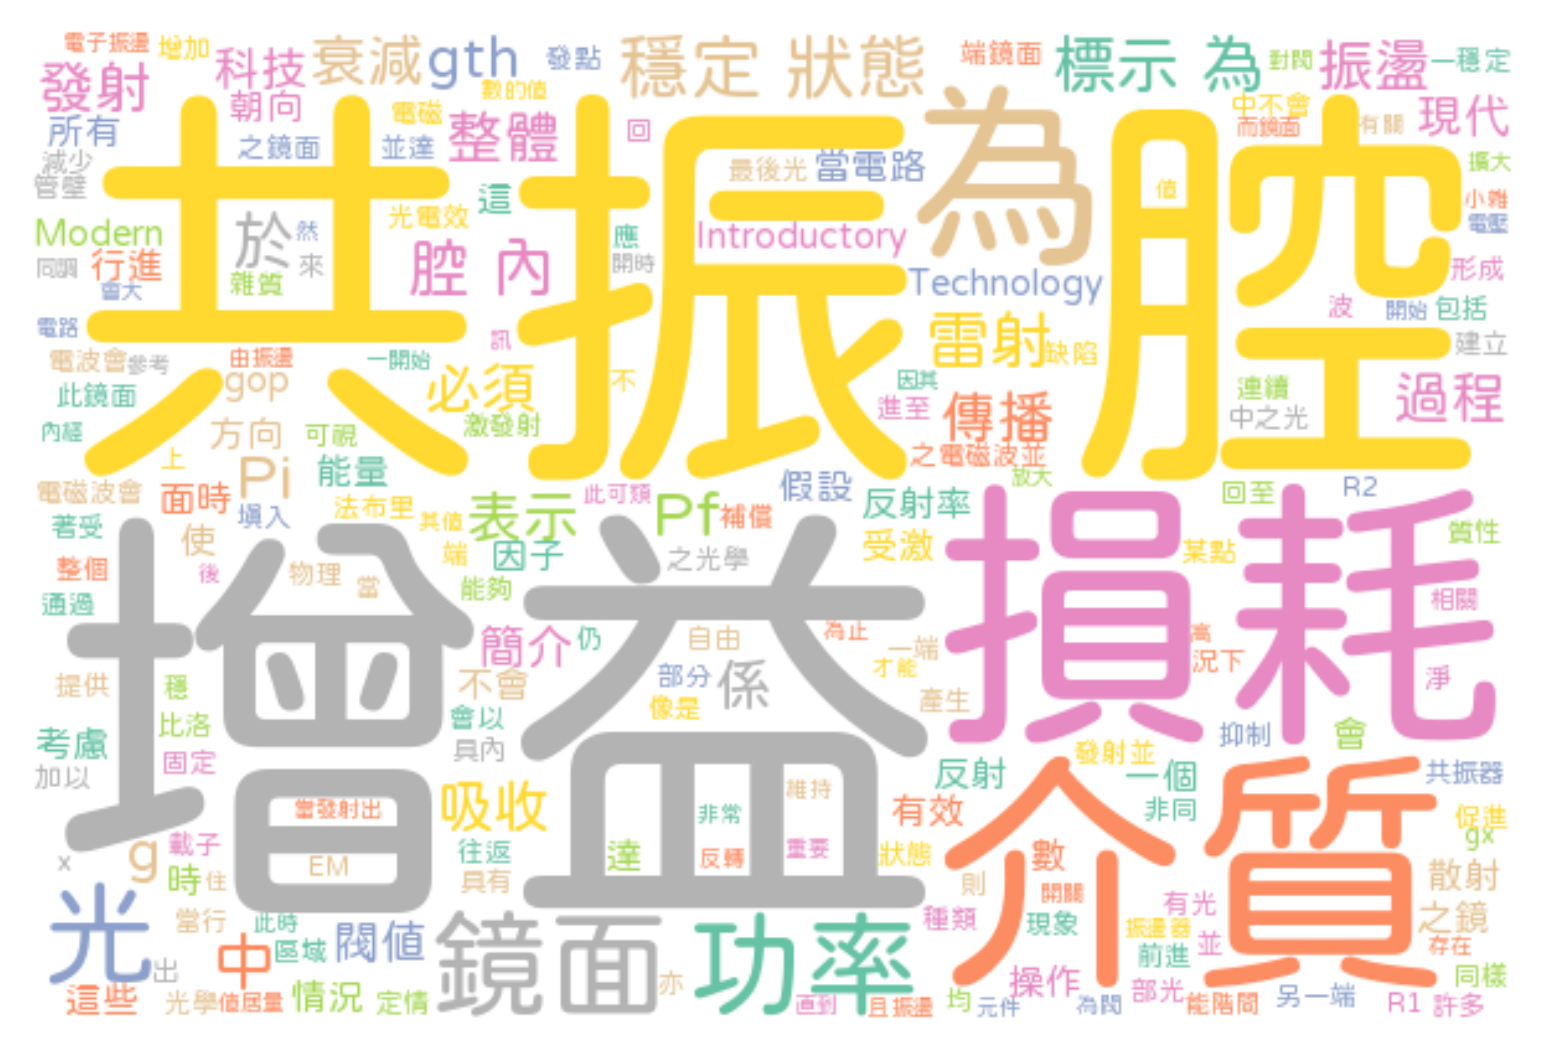 電子振盪
增加
科技
衰減
gth
發點
穩定 狀態
端鏡面
標示 為
對閥
振盪
一穩定
發射
朝向
數的值
電磁
中不會
而鏡面
有關
現代
所有
之鏡面
並達
整體
回
最後光
當電路
為
共振腔
減少
管壁
這
值
擴大
小雜
電壓
Modern
於
然
光電效
腔 內
應
Introductory
同調
行進
來
雜質
開時
Technology
形成
會大
波
開始
包括
電路
訊
雷射
缺陷
建立
電波會
參考
由振盪
一開始
gop
必須
不
因其
連續
過程
此鏡面
激發射
進至
傳播
中之光
內經
方向
可視
上
之電磁波並
Pi
能量
放大
電磁波會
面時
法布里
其值
表示
此可類
Pf
補償
假設
反射率
回至
R2
著受
填入
使
端
因子
之光學
受激
某點
質性
整個
後
物理
當
能夠
增益
損耗
通過
相關
簡介
仍
自由
為止
一端
高
況下
提供
穩
不會
部分
係
才能
淨
比洛
會以
像是
產生
考慮
固定
具內
抑制
會
加以
發射並
反射
一個
共振器
當發射出
吸收
非常
維持
有效
非同
介質
促進
gx
x
g
載子
往返
達
反轉
重要
狀態
數
EM
時
住
具有
則
開關
散射
光
當行
此時
閥值
鏡面
功率
種類
現象
有光
振盪器
之鏡
中
區域
並
存在
出
亦
前進
操作
同樣
這些
光學
值居量
情況
定情
直到
且振盪
均
元件
為閥
部光
能階間
另一端
R1
許多